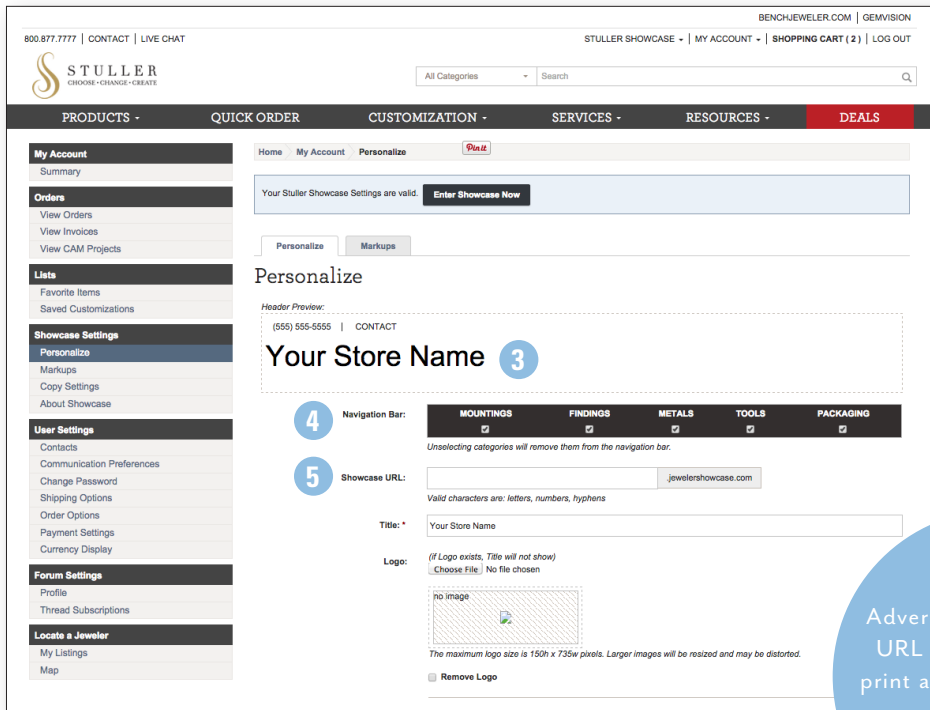 BENCHJEWELER.COM | GEMVISION
800.877.7777 | CONTACT | LIVE CHAT
STULLER SHOWCASE | MY ACCOUNT | SHOPPING CART ( 2 ) | LOG OUT
STULLER
CHOOSE • CHANGE • CREATE
All Categories
Search
PRODUCTS QUICK ORDER CUSTOMIZATION SERVICES RESOURCES DEALS
My Account
Summary
Orders
View Orders
View Invoices
View CAM Projects
Lists
Favorite Items
Saved Customizations
Showcase Settings
Personalize
Markups
Copy Settings
About Showcase
User Settings
Contacts
Communication Preferences
Change Password
Shipping Options
Order Options
Payment Settings
Currency Display
Forum Settings
Profile
Thread Subscriptions
Locate a Jeweler
My Listings
Map
Home My Account Personalize
Pin it
Your Stuller Showcase Settings are valid. Enter Showcase Now
Personalize Markups
Personalize
Header Preview:
(555) 555-5555 | CONTACT
Your Store Name 3
4 Navigation Bar: MOUNTINGS FINDINGS METALS TOOLS PACKAGING
Unselecting categories will remove them from the navigation bar.
5 Showcase URL: .jewelershowcase.com
Valid characters are: letters, numbers, hyphens
Title: * Your Store Name
Logo: (if Logo exists, Title will not show)
Choose File No file chosen
no image
The maximum logo size is 150h x 735w pixels. Larger images will be resized and may be distorted.
Remove Logo
Adver
URL
print a